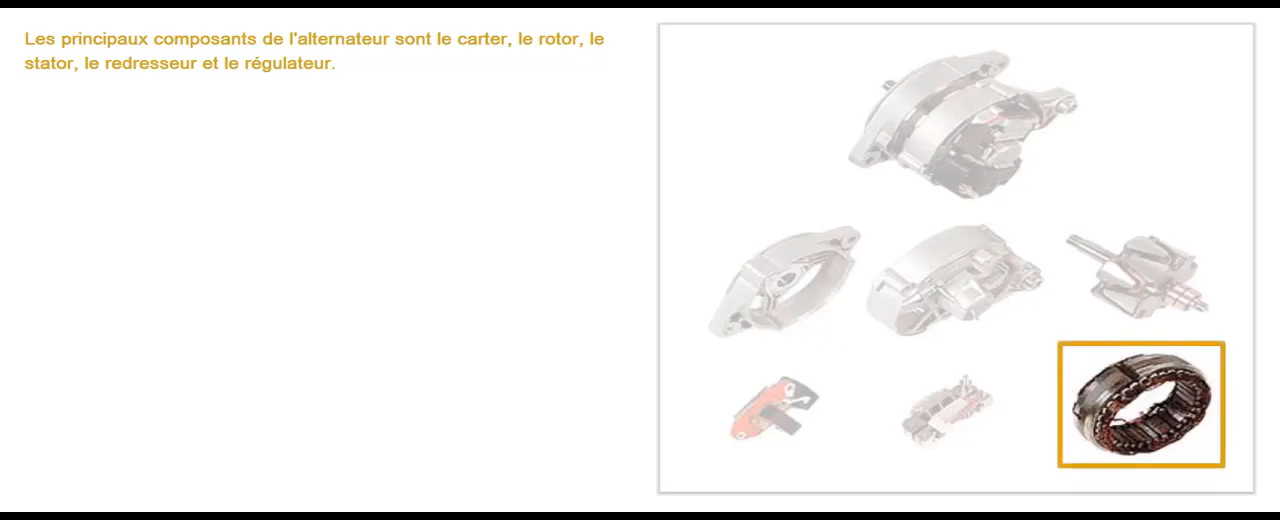 Les principaux composants de l'alternateur sont le carter, le rotor, le
stator, le redresseur et le régulateur.